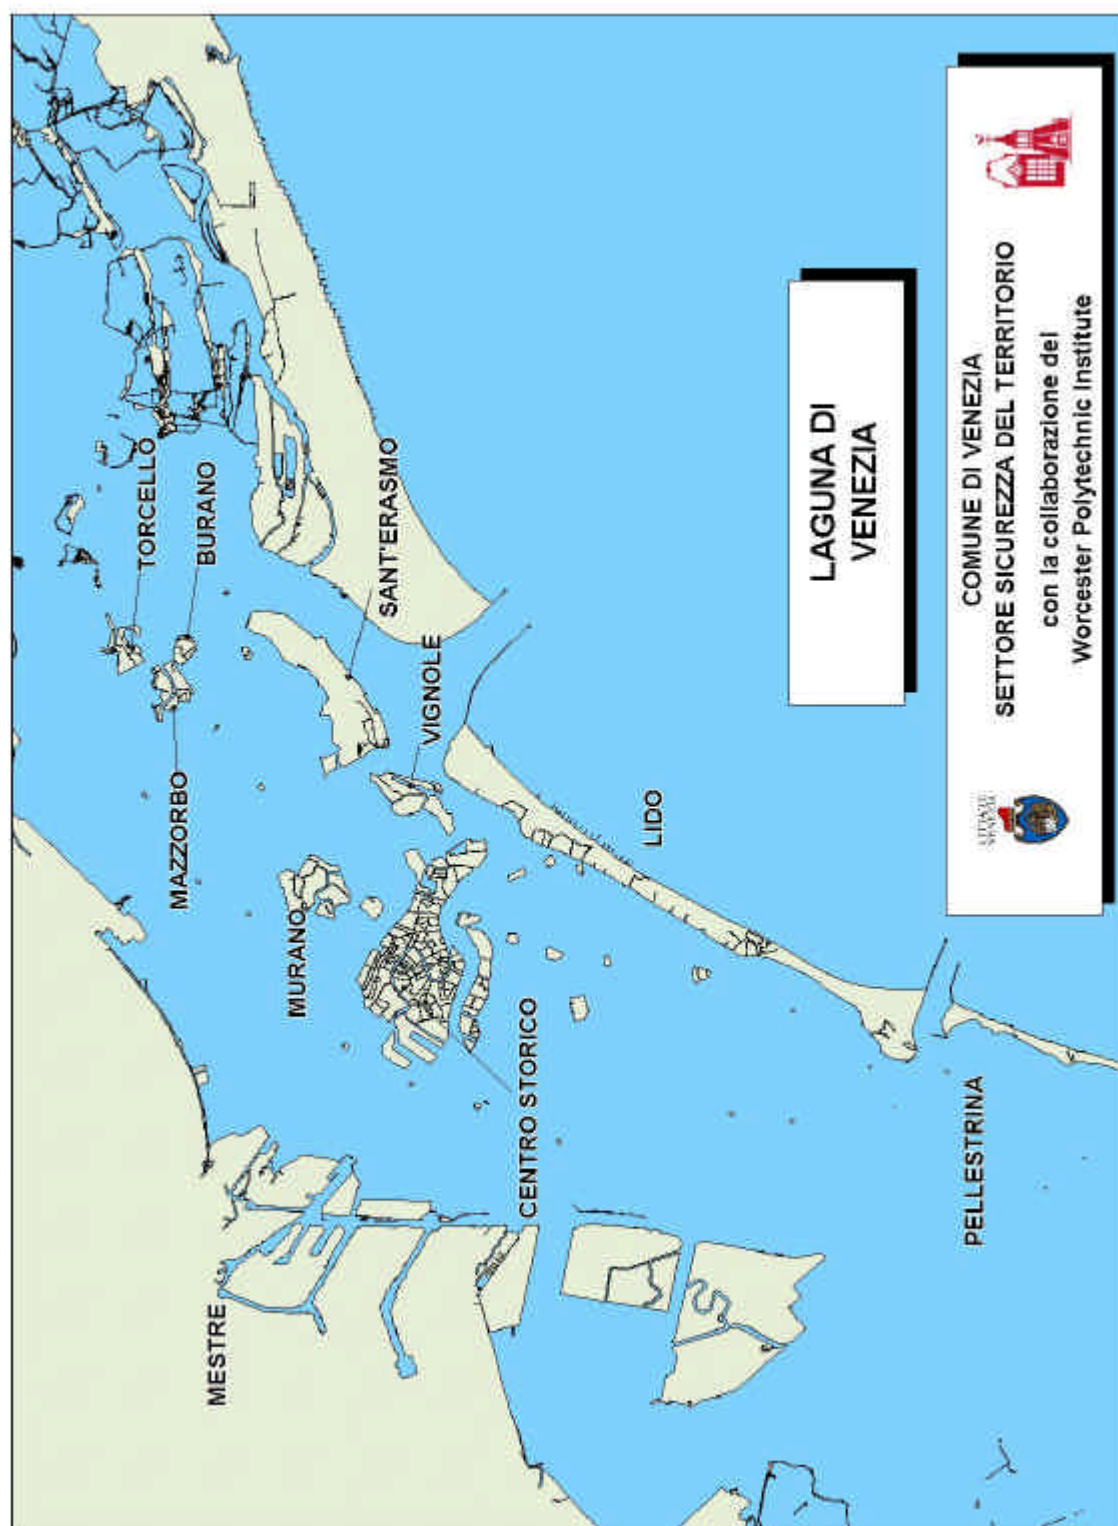 TORCELLO
BURANO
MAZZORBO
SANT'ERASMO
VIGNOLE
MURANO
LIDO
CENTRO STORICO
MESTRE
PELLESTRINA
LAGUNA DI
VENEZIA
COMUNE DI VENEZIA
SETTORE SICUREZZA DEL TERRITORIO
con la collaborazione del
Worcester Polytechnic Institute